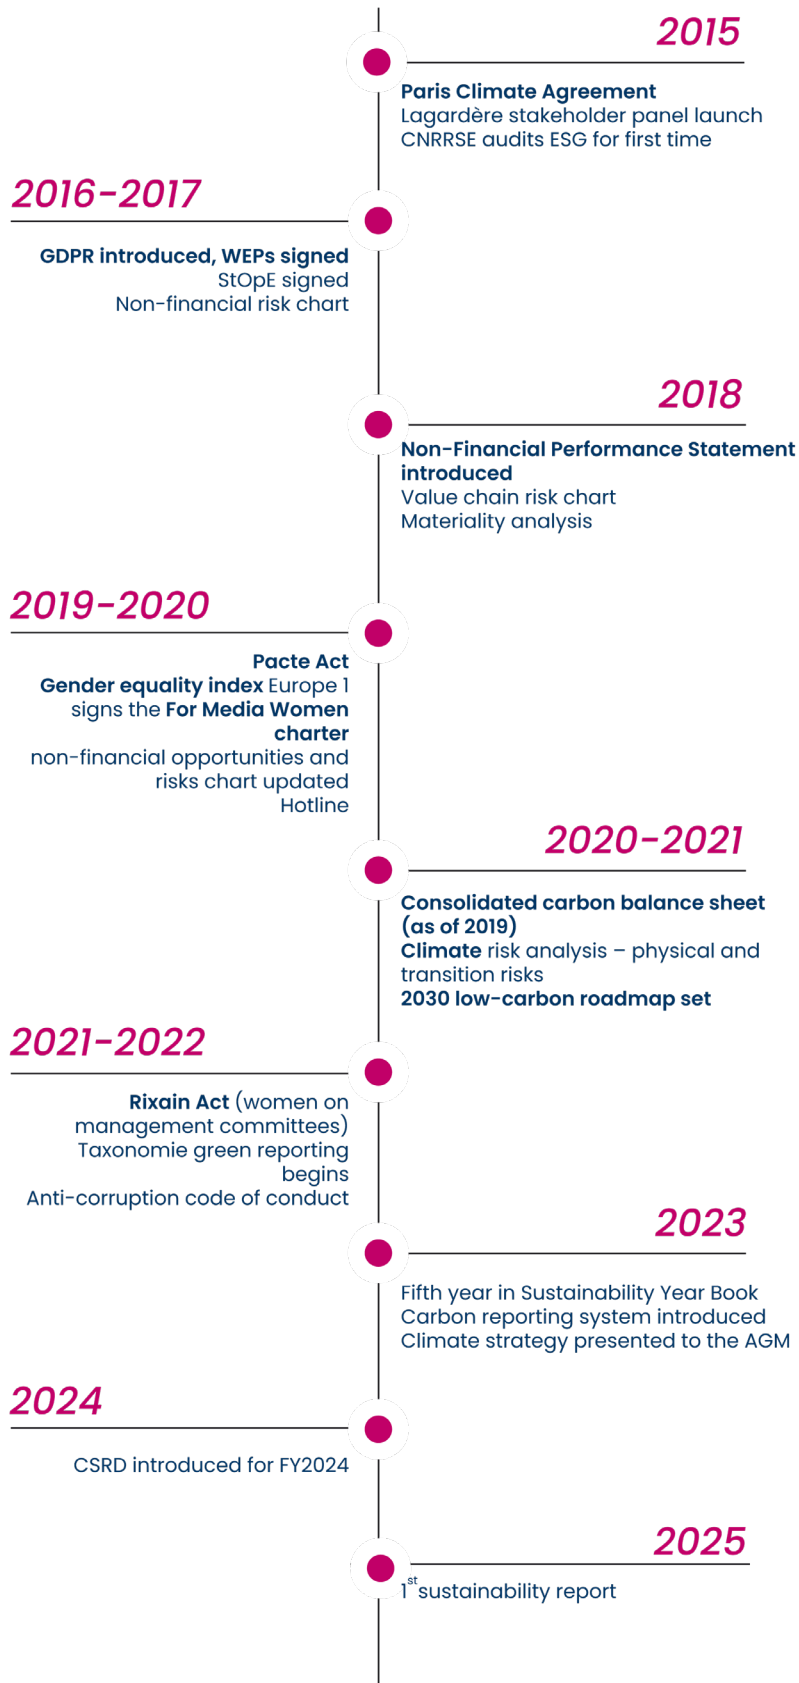 2015
Paris Climate Agreement
Lagardère stakeholder panel launch
CNRRSE audits ESG for first time
2016-2017
GDPR introduced, WEPs signed
StOpE signed
Non-financial risk chart
2018
Non-Financial Performance Statement
introduced
Value chain risk chart
Materiality analysis
2019-2020
Pacte Act
Gender equality index Europe 1
signs the For Media Women
charter
non-financial opportunities and
risks chart updated
Hotline
2020-2021
Consolidated carbon balance sheet
(as of 2019)
Climate risk analysis – physical and
transition risks
2030 low-carbon roadmap set
2021-2022
Rixain Act (women on
management committees)
Taxonomie green reporting
begins
Anti-corruption code of conduct
2023
Fifth year in Sustainability Year Book
Carbon reporting system introduced
Climate strategy presented to the AGM
2024
CSRD introduced for FY2024
2025
1st sustainability report